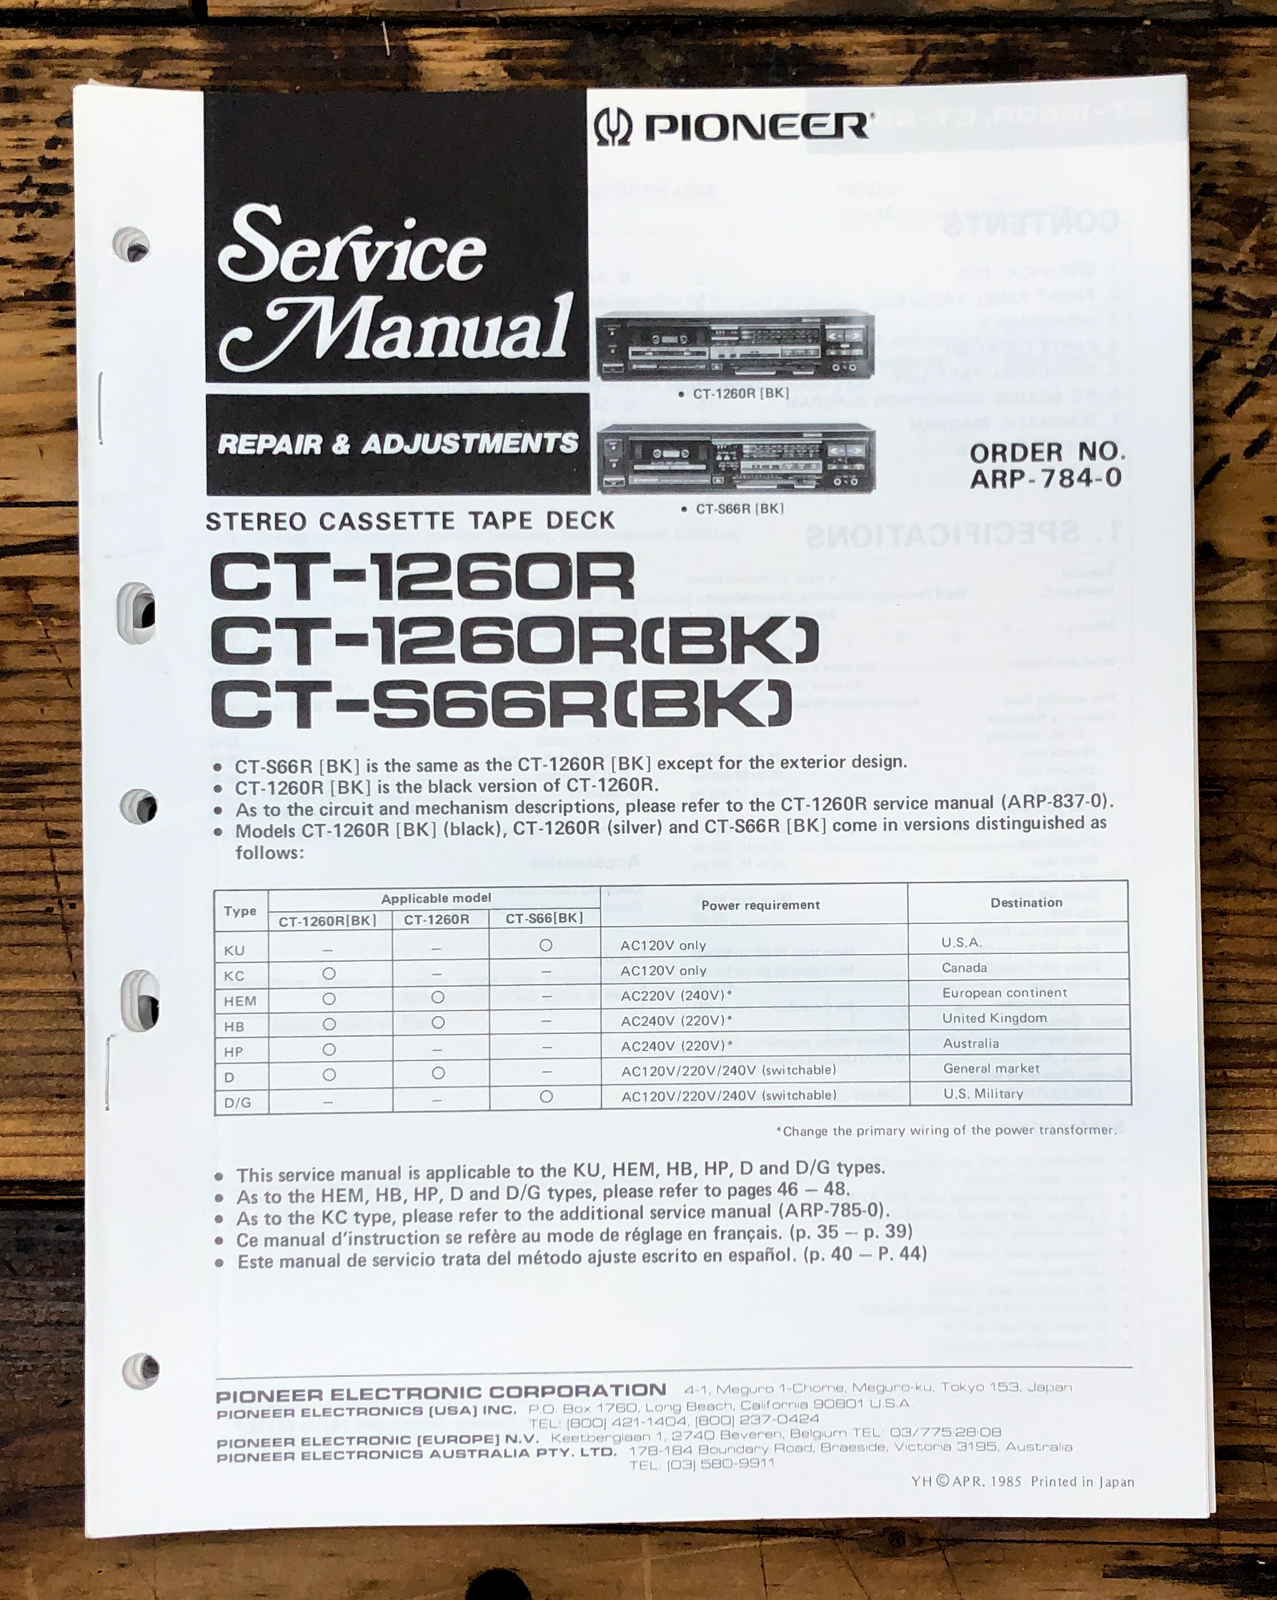 PIONEER
Service
Manual
• CT-1260R [BK]
REPAIR & ADJUSTMENTS
ORDER NO.
ARP-784-0
• CT-S66R [BK]
STEREO CASSETTE TAPE DECK
CT-1260R
CT-1260R(BK)
CT-S66R(BK)
• CT-S66R [BK] is the same as the CT-1260R [BK] except for the exterior design.
• CT-1260R [BK] is the black version of CT-1260R.
• As to the circuit and mechanism descriptions, please refer to the CT-1260R service manual (ARP-837-0).
• Models CT-1260R [BK] (black), CT-1260R (silver) and CT-S66R [BK] come in versions distinguished as
follows:
Type Applicable model Power requirement Destination
CT-1260R[BK] CT-1260R CT-S66[BK]
KU – – ○ AC120V only U.S.A.
KC ○ – – AC120V only Canada
HEM ○ ○ – AC220V (240V)* European continent
HB ○ ○ – AC240V (220V)* United Kingdom
HP ○ – – AC240V (220V)* Australia
D ○ ○ – AC120V/220V/240V (switchable) General market
D/G – – ○ AC120V/220V/240V (switchable) U.S. Military
*Change the primary wiring of the power transformer.
• This service manual is applicable to the KU, HEM, HB, HP, D and D/G types.
• As to the HEM, HB, HP, D and D/G types, please refer to pages 46 – 48.
• As to the KC type, please refer to the additional service manual (ARP-785-0).
• Ce manual d'instruction se refère au mode de réglage en français. (p. 35 – p. 39)
• Este manual de servicio trata del método ajuste escrito en español. (p. 40 – P. 44)
PIONEER ELECTRONIC CORPORATION 4-1, Meguro 1-Chome, Meguro-ku, Tokyo 153, Japan
PIONEER ELECTRONICS [USA] INC. P.O. Box 1760, Long Beach, California 90801 U.S.A.
TEL: (800) 421-1404, (800) 237-0424
PIONEER ELECTRONIC [EUROPE] N.V. Keetberglaan 1, 2740 Beveren, Belgium TEL: 03/775·28·08
PIONEER ELECTRONICS AUSTRALIA PTY. LTD. 178-184 Boundary Road, Braeside, Victoria 3195, Australia
TEL: (03) 580-9911
YH © APR. 1985 Printed in Japan